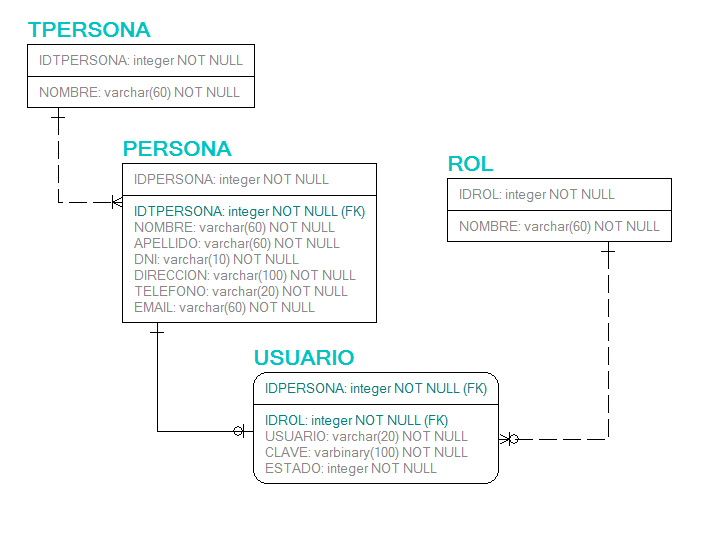 TPERSONA
IDTPERSONA: integer NOT NULL
NOMBRE: varchar(60) NOT NULL
PERSONA
IDPERSONA: integer NOT NULL
IDTPERSONA: integer NOT NULL (FK)
NOMBRE: varchar(60) NOT NULL
APELLIDO: varchar(60) NOT NULL
DNI: varchar(10) NOT NULL
DIRECCION: varchar(100) NOT NULL
TELEFONO: varchar(20) NOT NULL
EMAIL: varchar(60) NOT NULL
ROL
IDROL: integer NOT NULL
NOMBRE: varchar(60) NOT NULL
USUARIO
IDPERSONA: integer NOT NULL (FK)
IDROL: integer NOT NULL (FK)
USUARIO: varchar(20) NOT NULL
CLAVE: varbinary(100) NOT NULL
ESTADO: integer NOT NULL